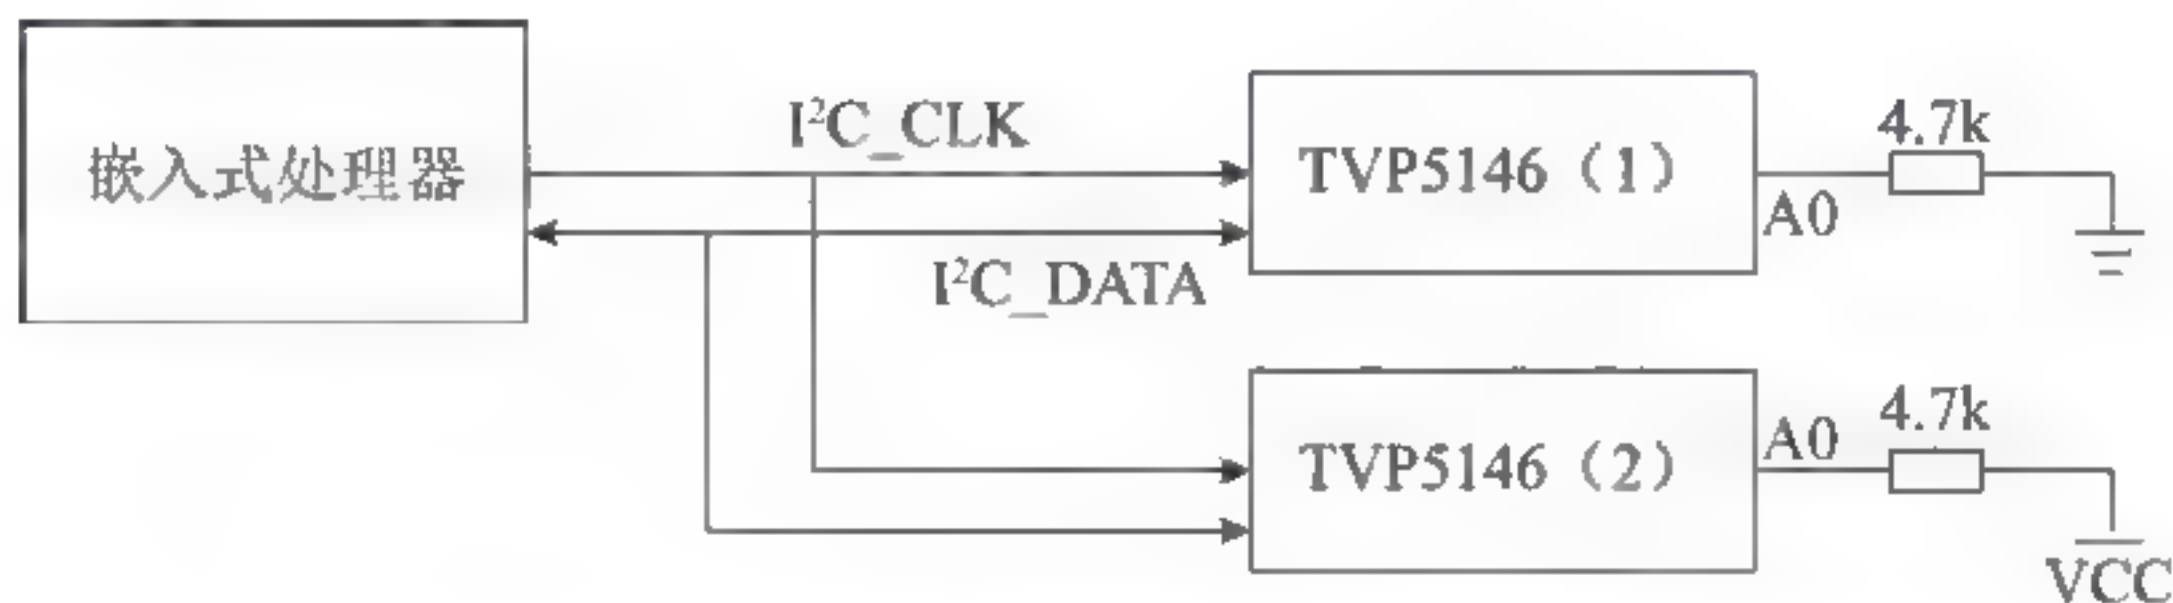 嵌入式处理器
I²C_CLK
I²C_DATA
TVP5146（1）
A0
4.7k
TVP5146（2）
A0
4.7k
VCC